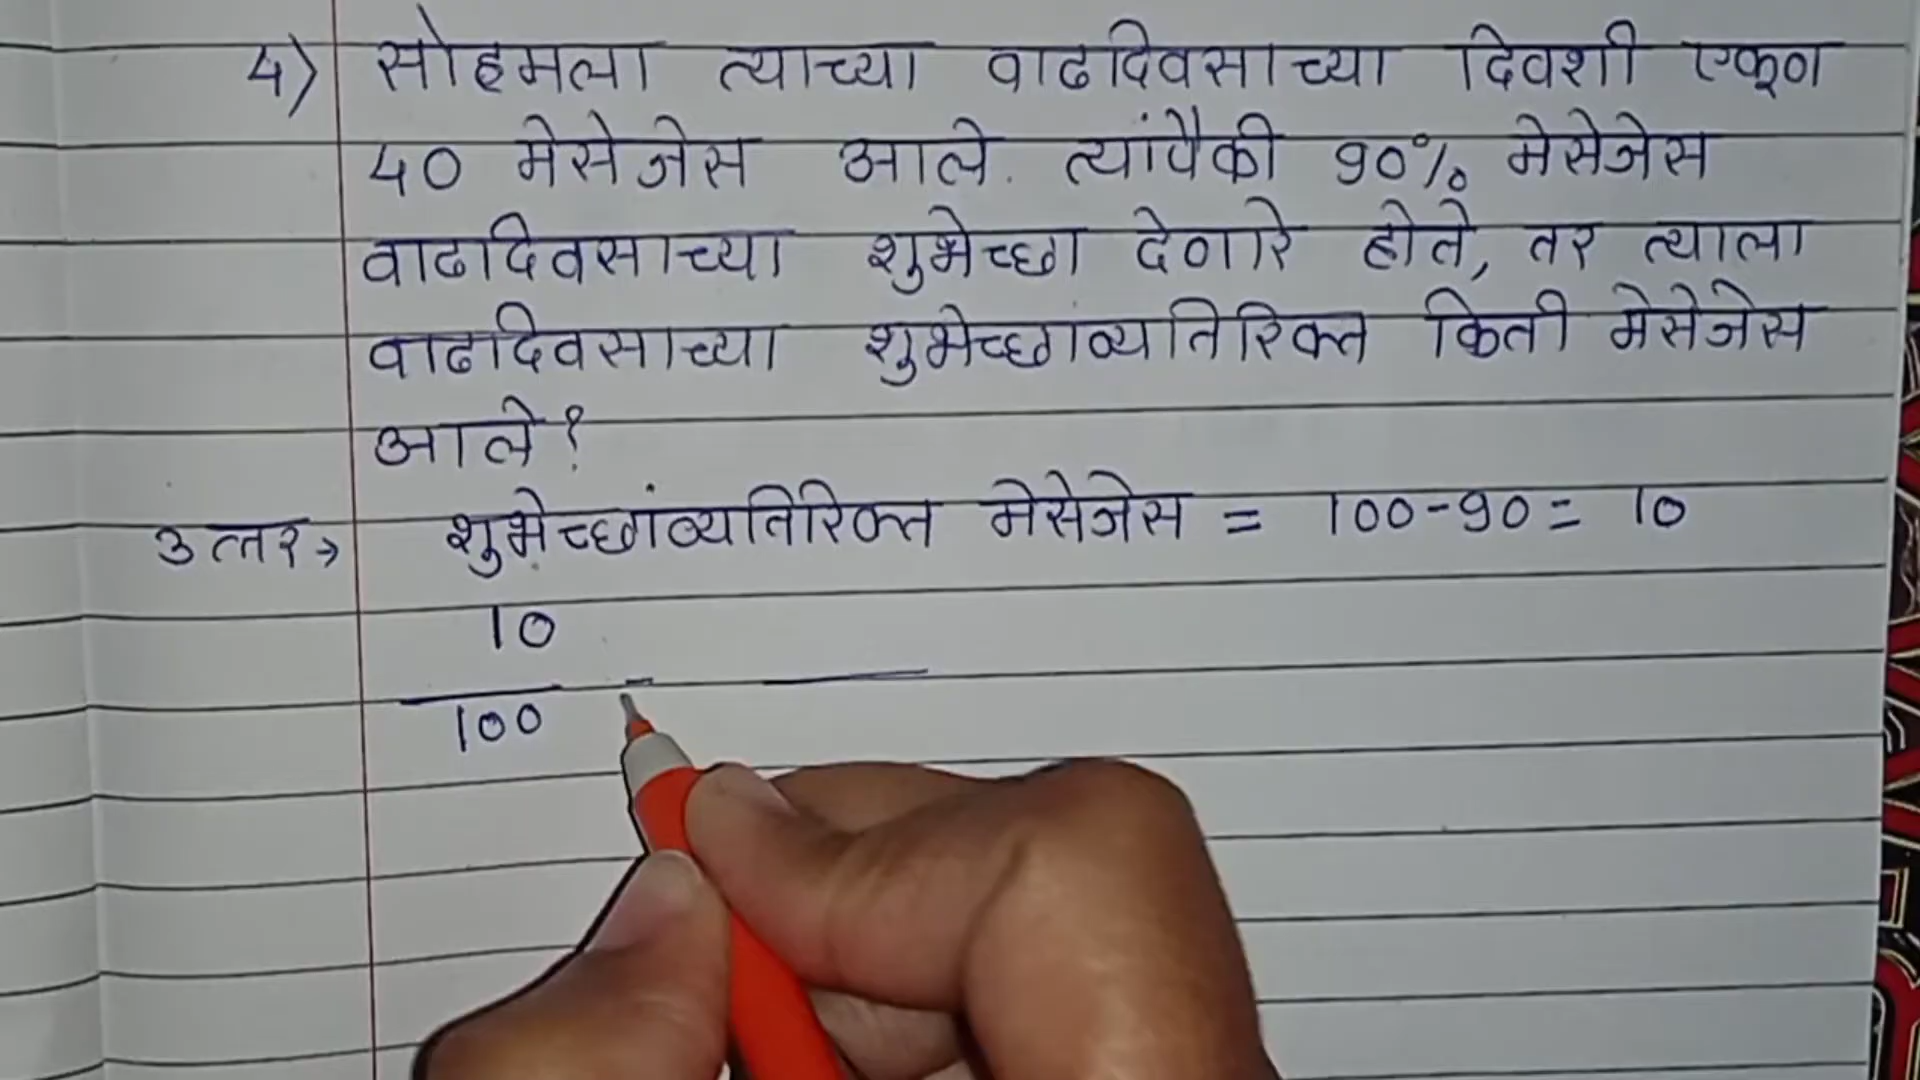 4) सोहमला त्याच्या वाढदिवसाच्या दिवशी एकूण
40 मेसेजेस आले. त्यांपैकी 90% मेसेजेस
वाढदिवसाच्या शुभेच्छा देणारे होते, तर त्याला
वाढदिवसाच्या शुभेच्छांव्यतिरिक्त किती मेसेजेस
आले?
उत्तर→ शुभेच्छांव्यतिरिक्त मेसेजेस = 100-90= 10
10
100